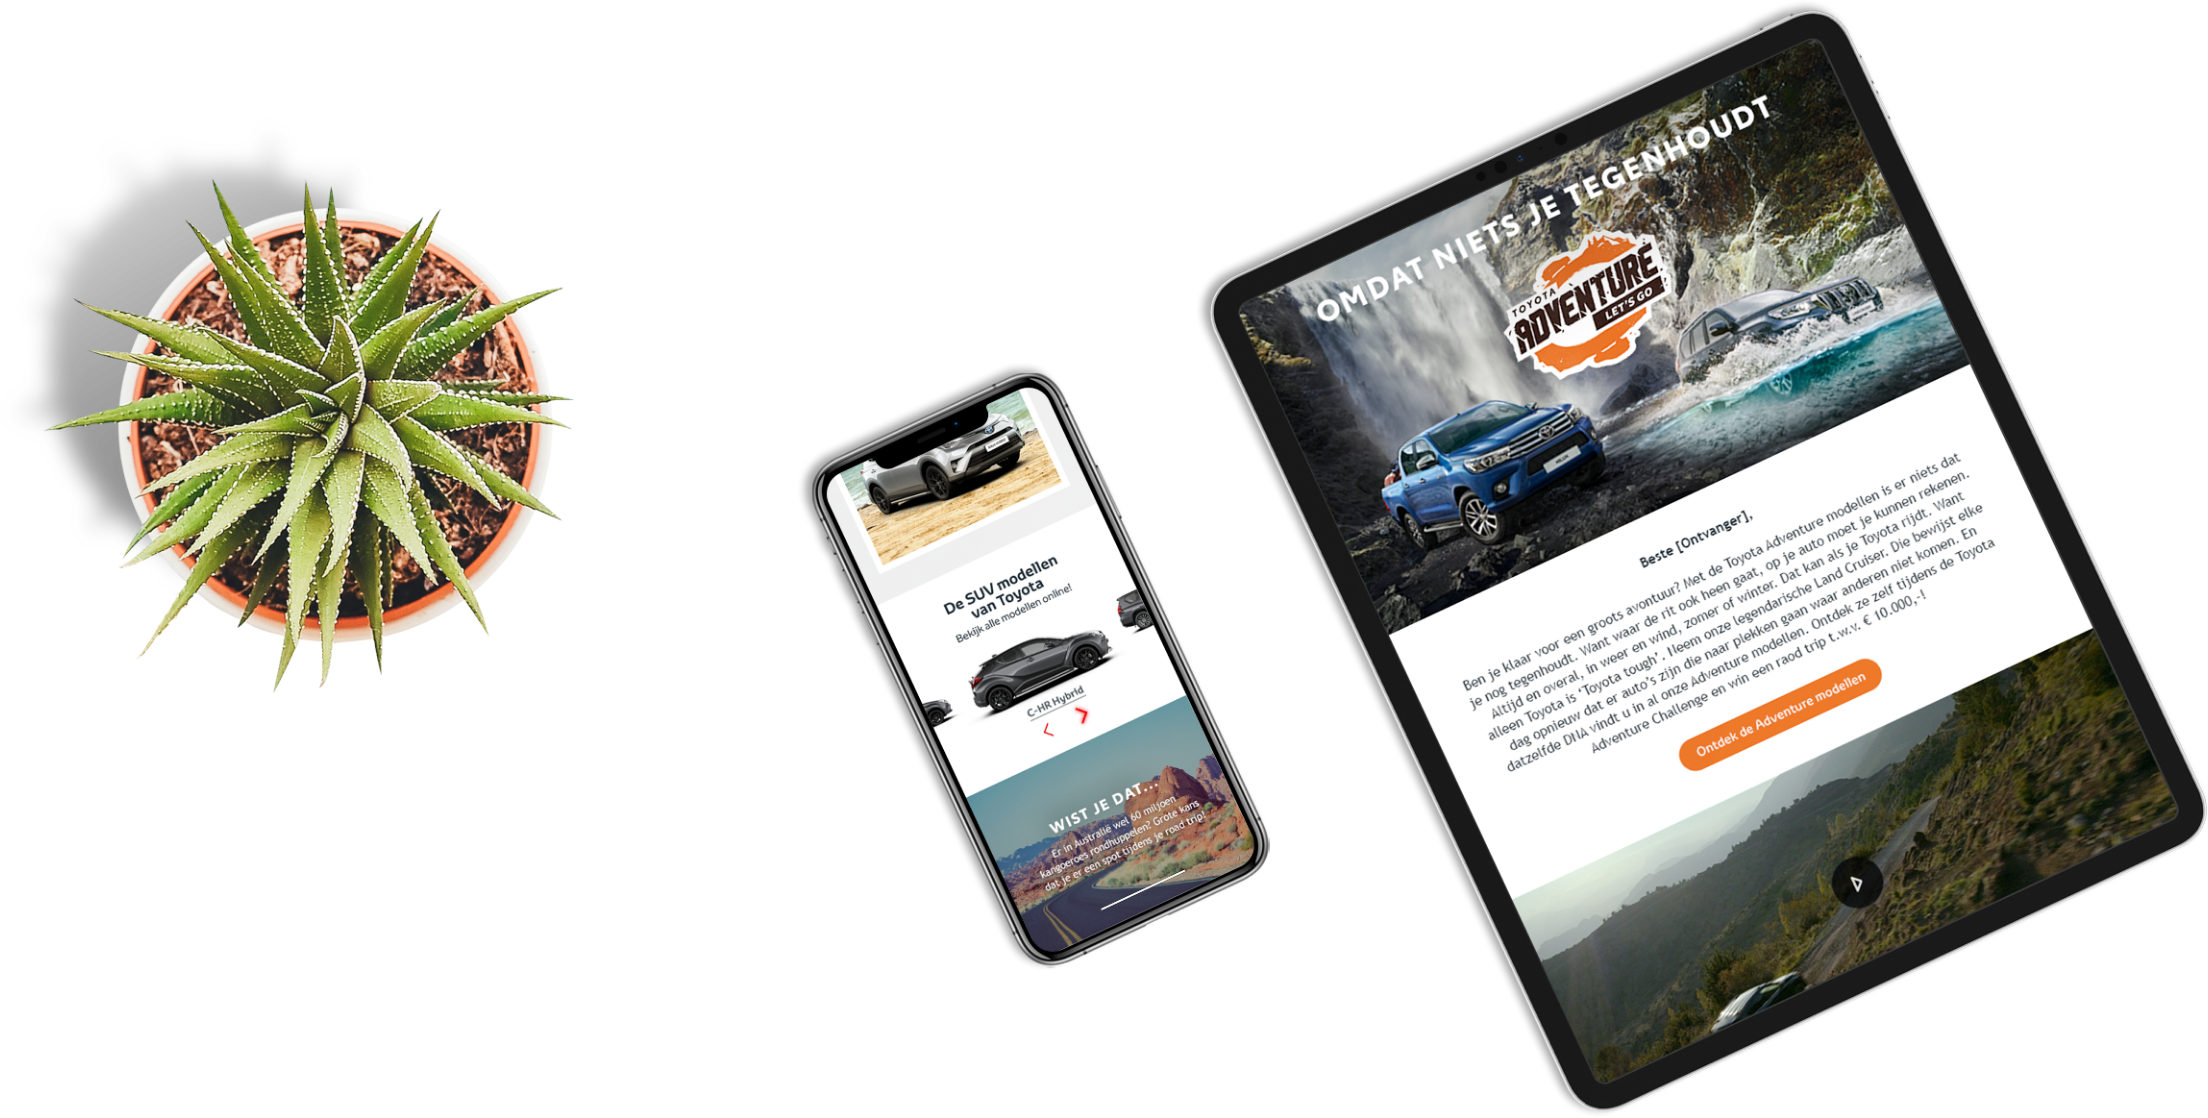 De SUV modellen
van Toyota
Bekijk alle modellen online!
C-HR Hybrid
WIST JE DAT...
Er in Australië wel 60 miljoen
kangoeroes rondhuppelen? Grote kans
dat je er een spot tijdens je road trip!
OMDAT NIETS JE TEGENHOUDT
TOYOTA
ADVENTURE
LET'S GO
Beste [Ontvanger],
Ben je klaar voor een groots avontuur? Met de Toyota Adventure modellen is er niets dat
je nog tegenhoudt. Want waar de rit ook heen gaat, op je auto moet je kunnen rekenen.
Altijd en overal, in weer en wind, zomer of winter. Dat kan als je Toyota rijdt. Want
alleen Toyota is 'Toyota tough'. Neem onze legendarische Land Cruiser. Die bewijst elke
dag opnieuw dat er auto's zijn die naar plekken gaan waar anderen niet komen. En
datzelfde DNA vindt u in al onze Adventure modellen. Ontdek ze zelf tijdens de Toyota
Adventure Challenge en win een raod trip t.w.v. € 10.000,-!
Ontdek de Adventure modellen